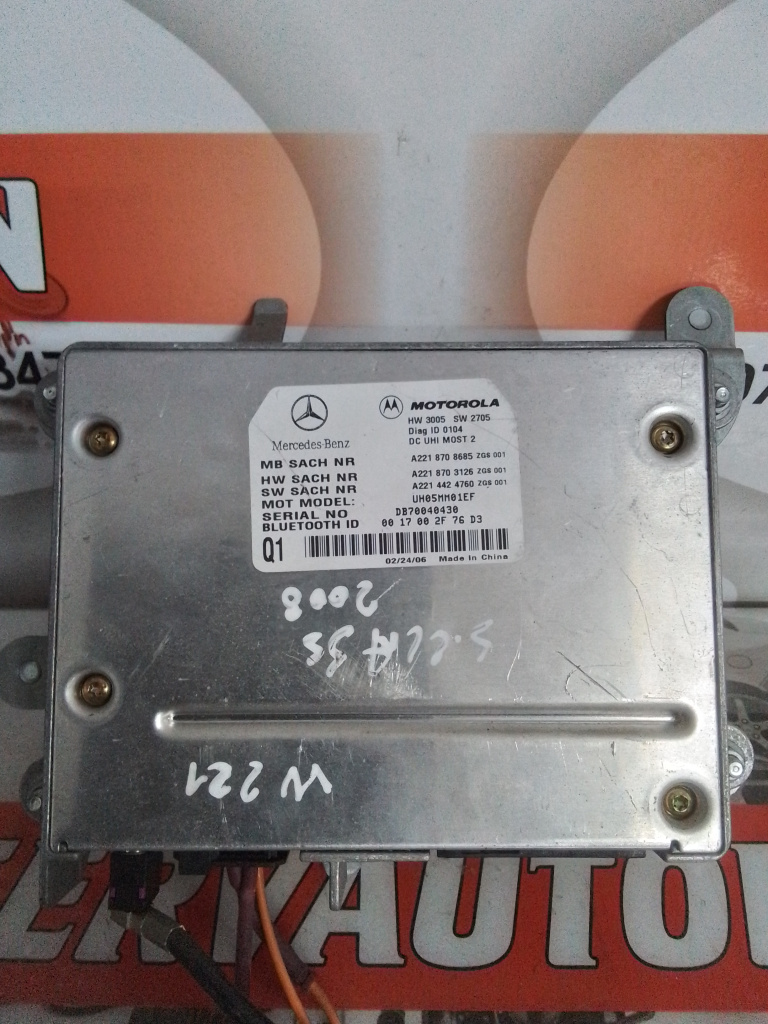 N
847
07
Mercedes-Benz
MOTOROLA
HW 3005 SW 2705
Diag ID 0104
DC UHI MOST 2
MB SACH NR A221 870 8685 ZGS 001
HW SACH NR A221 870 3126 ZGS 001
SW SACH NR A221 442 4760 ZGS 001
MOT MODEL: UH05MM01EF
SERIAL NO DB70040430
BLUETOOTH ID 00 17 00 2F 76 D3
Q1
02/24/06 Made in China
2008
W 221
ERVAUTO